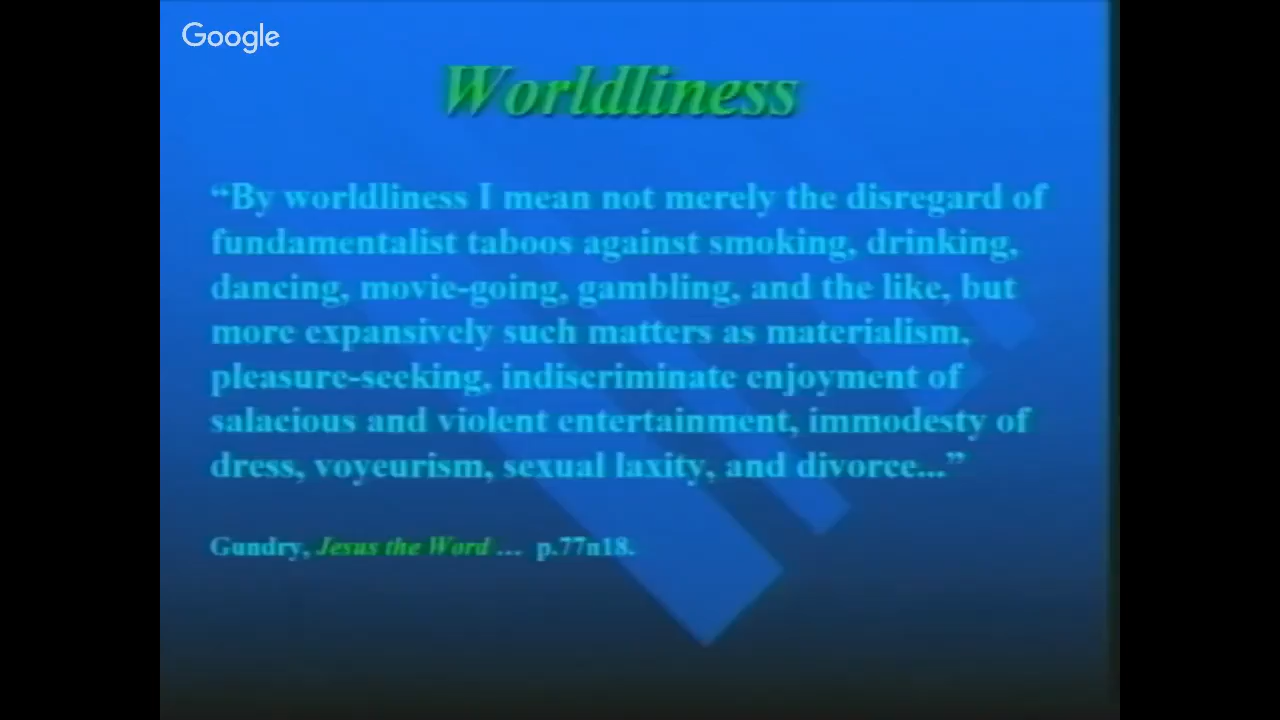 Google
Worldliness
“By worldliness I mean not merely the disregard of
fundamentalist taboos against smoking, drinking,
dancing, movie-going, gambling, and the like, but
more expansively such matters as materialism,
pleasure-seeking, indiscriminate enjoyment of
salacious and violent entertainment, immodesty of
dress, voyeurism, sexual laxity, and divorce...”
Gundry, Jesus the Word ... p.77n18.